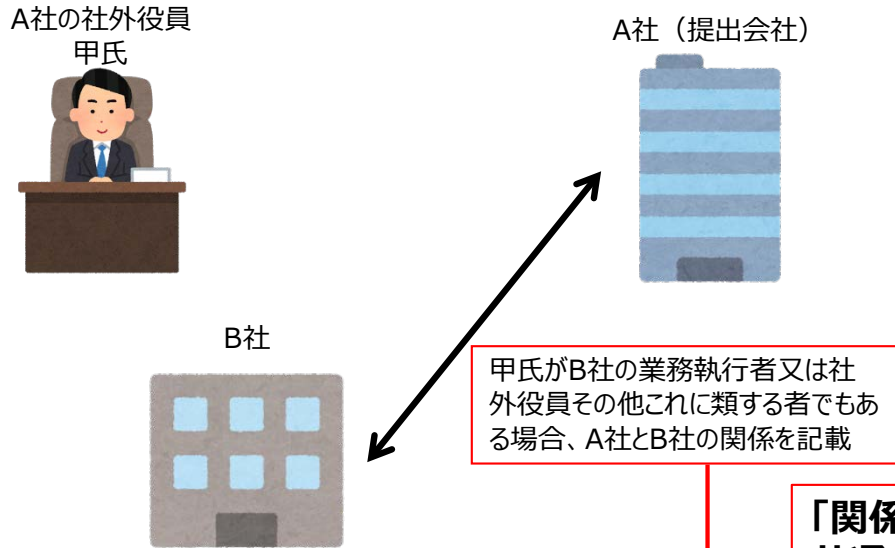 A社の社外役員
甲氏
A社（提出会社）
B社
甲氏がB社の業務執行者又は社
外役員その他これに類する者でもあ
る場合、A社とB社の関係を記載
「関係